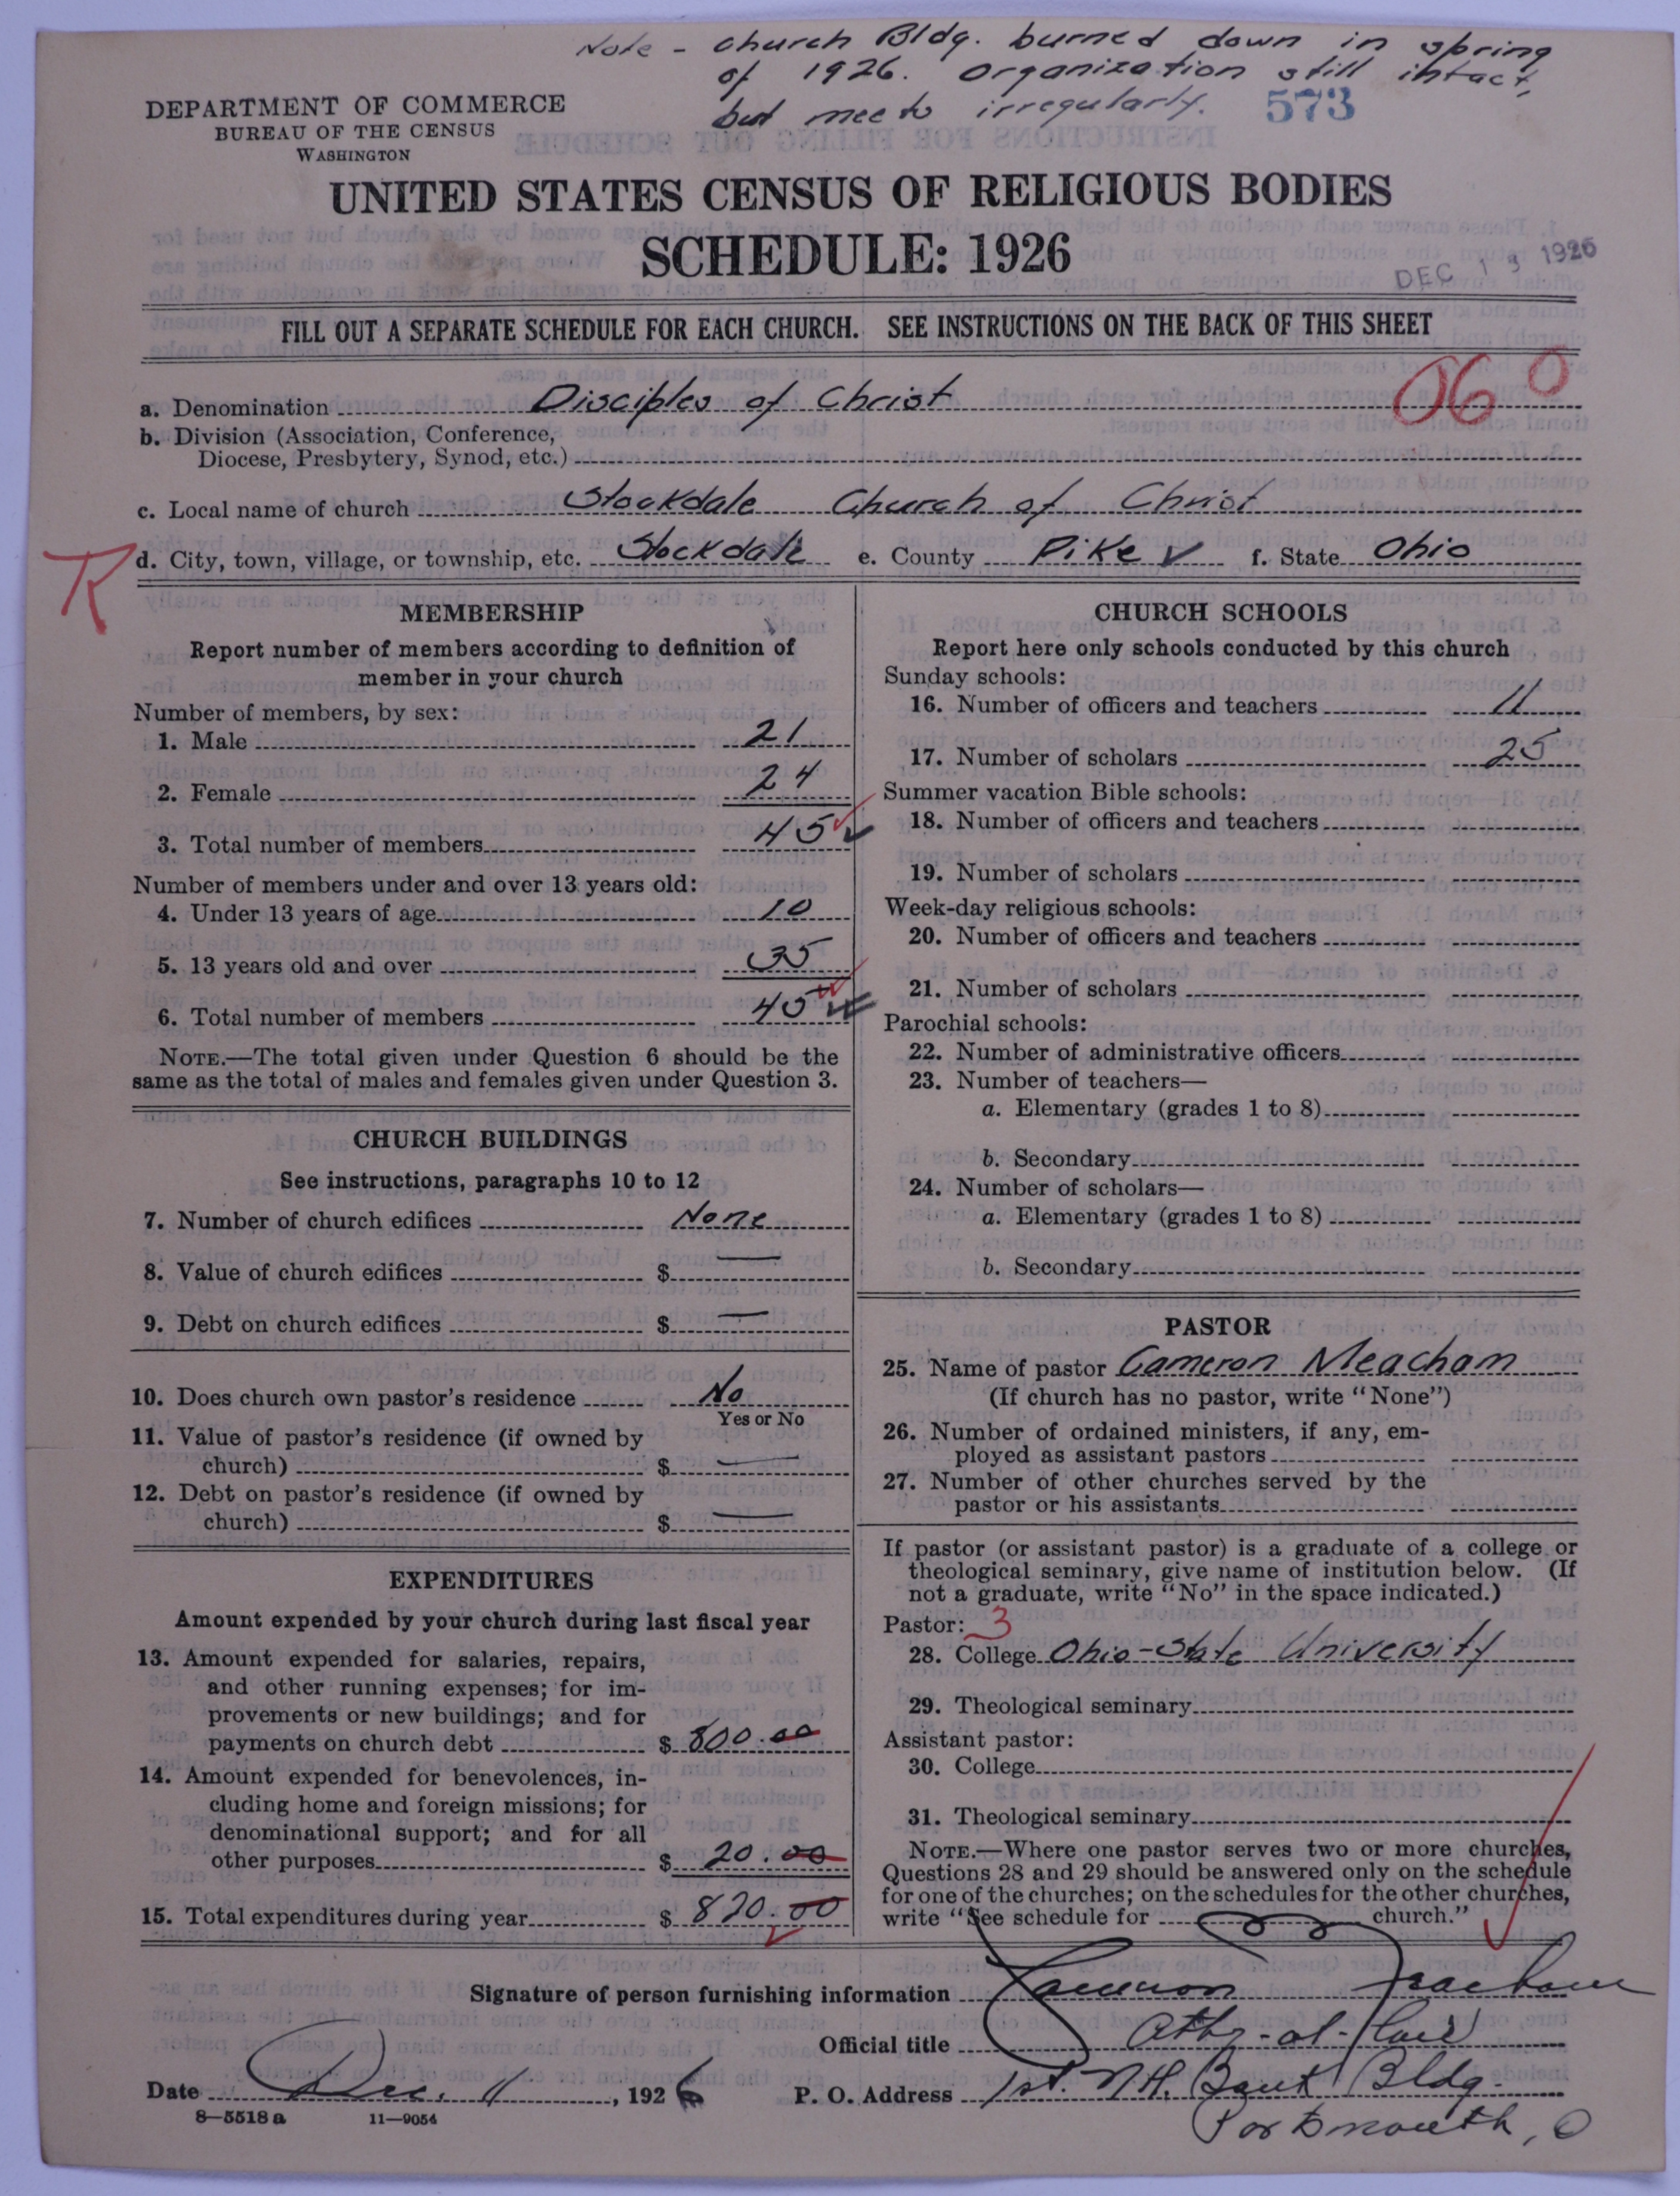 Note - Church Bldg. burned down in spring
of 1926. Organization still intact,
but meets irregularly.
573
DEPARTMENT OF COMMERCE
BUREAU OF THE CENSUS
WASHINGTON
UNITED STATES CENSUS OF RELIGIOUS BODIES
SCHEDULE: 1926
DEC 13 1926
FILL OUT A SEPARATE SCHEDULE FOR EACH CHURCH. SEE INSTRUCTIONS ON THE BACK OF THIS SHEET
060
a. Denomination Disciples of Christ
b. Division (Association, Conference,
Diocese, Presbytery, Synod, etc.)
c. Local name of church Stockdale Church of Christ
R
d. City, town, village, or township, etc. Stockdale e. County Pike ✓ f. State Ohio
MEMBERSHIP
Report number of members according to definition of
member in your church
Number of members, by sex:
1. Male 21
2. Female 24
3. Total number of members 45
Number of members under and over 13 years old:
4. Under 13 years of age 10
5. 13 years old and over 35
6. Total number of members 45
NOTE.—The total given under Question 6 should be the
same as the total of males and females given under Question 3.
CHURCH BUILDINGS
See instructions, paragraphs 10 to 12
7. Number of church edifices None
8. Value of church edifices $ —
9. Debt on church edifices $ —
10. Does church own pastor's residence No
Yes or No
11. Value of pastor's residence (if owned by
church) $ —
12. Debt on pastor's residence (if owned by
church) $ —
EXPENDITURES
Amount expended by your church during last fiscal year
13. Amount expended for salaries, repairs,
and other running expenses; for im-
provements or new buildings; and for
payments on church debt $ 800.00
14. Amount expended for benevolences, in-
cluding home and foreign missions; for
denominational support; and for all
other purposes $ 20.00
15. Total expenditures during year $ 820.00
CHURCH SCHOOLS
Report here only schools conducted by this church
Sunday schools:
16. Number of officers and teachers 11
17. Number of scholars 25
Summer vacation Bible schools:
18. Number of officers and teachers
19. Number of scholars
Week-day religious schools:
20. Number of officers and teachers
21. Number of scholars
Parochial schools:
22. Number of administrative officers
23. Number of teachers—
a. Elementary (grades 1 to 8)
b. Secondary
24. Number of scholars—
a. Elementary (grades 1 to 8)
b. Secondary
PASTOR
25. Name of pastor Cameron Meacham
(If church has no pastor, write "None")
26. Number of ordained ministers, if any, em-
ployed as assistant pastors
27. Number of other churches served by the
pastor or his assistants
If pastor (or assistant pastor) is a graduate of a college or
theological seminary, give name of institution below. (If
not a graduate, write "No" in the space indicated.)
Pastor: 3
28. College Ohio-State University
29. Theological seminary
Assistant pastor:
30. College
31. Theological seminary
NOTE.—Where one pastor serves two or more churches,
Questions 28 and 29 should be answered only on the schedule
for one of the churches; on the schedules for the other churches,
write "See schedule for church."
Signature of person furnishing information Cameron Meacham
Official title Atty-at-Law
Date Dec. 11, 1926 P. O. Address 1st. Nat. Bank Bldg
Portsmouth, O
8—5518 a 11—9054